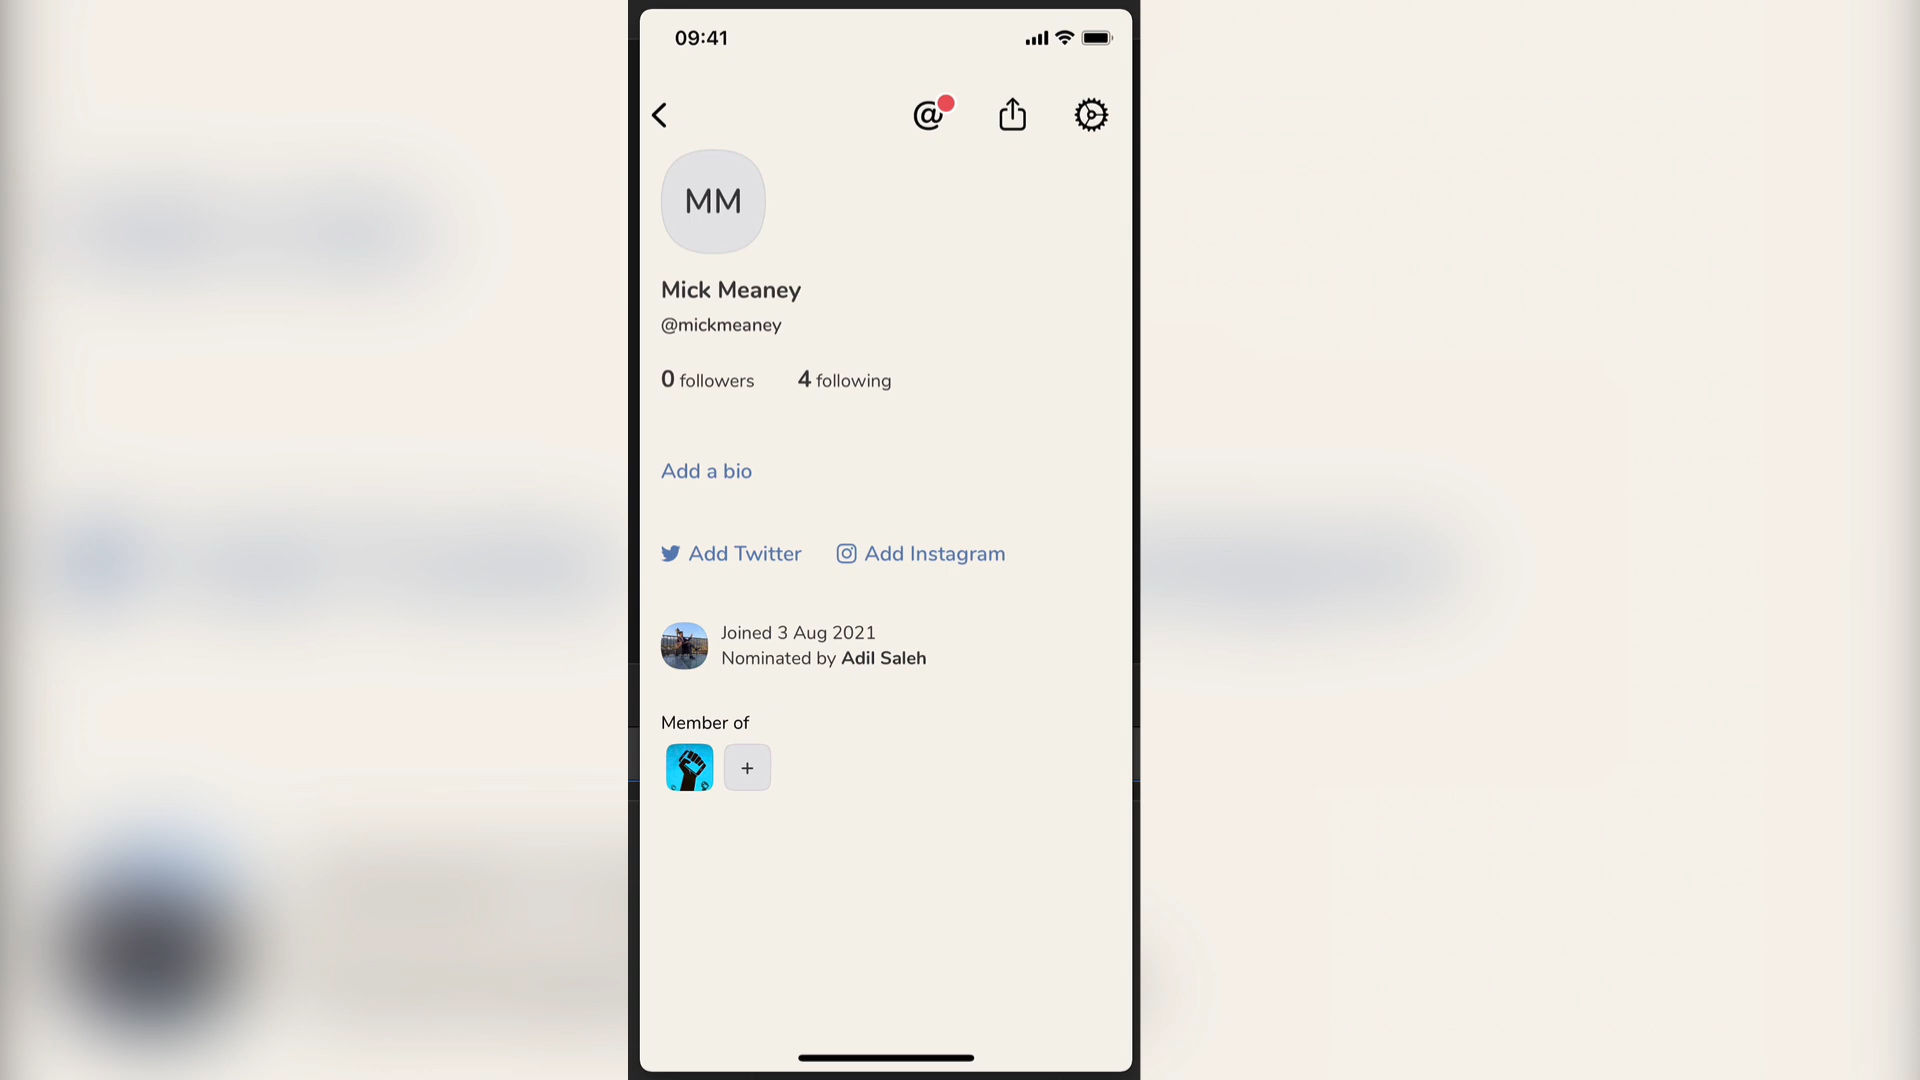 09:41
@
MM
Mick Meaney
@mickmeaney
0 followers 4 following
Add a bio
Add Twitter Add Instagram
Joined 3 Aug 2021
Nominated by Adil Saleh
Member of
+